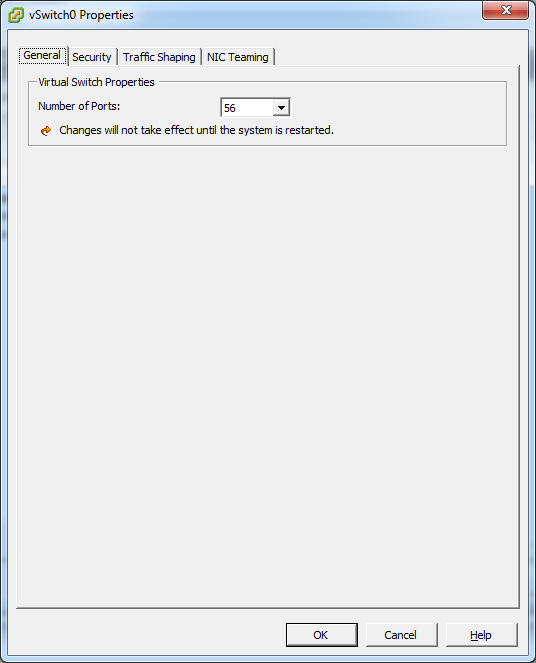 vSwitch0 Properties
General Security Traffic Shaping NIC Teaming
Virtual Switch Properties
Number of Ports: 56
Changes will not take effect until the system is restarted.
OK Cancel Help